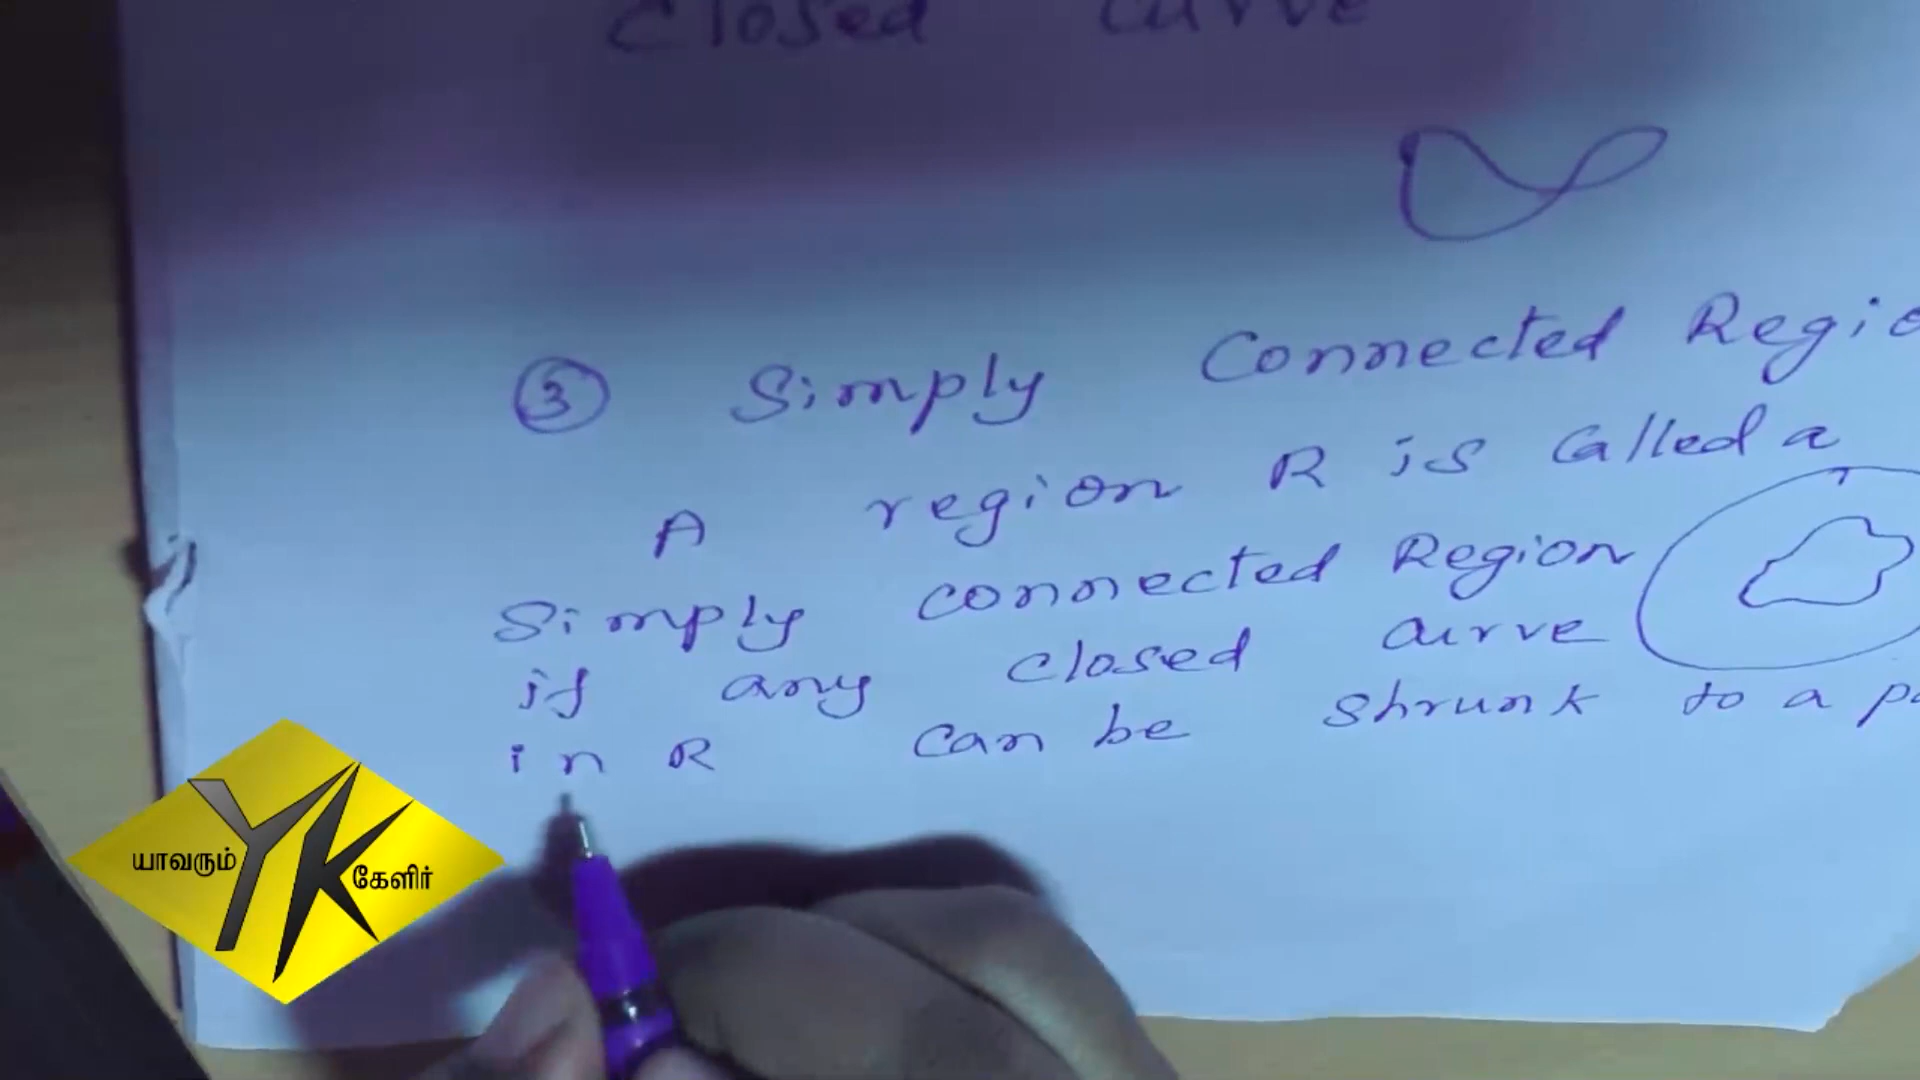 closed curve
③ Simply Connected
A region R is called a
Simply connected Region
if any closed curve
in R can be shrunk to a
யாவரும் YK கேளிர்